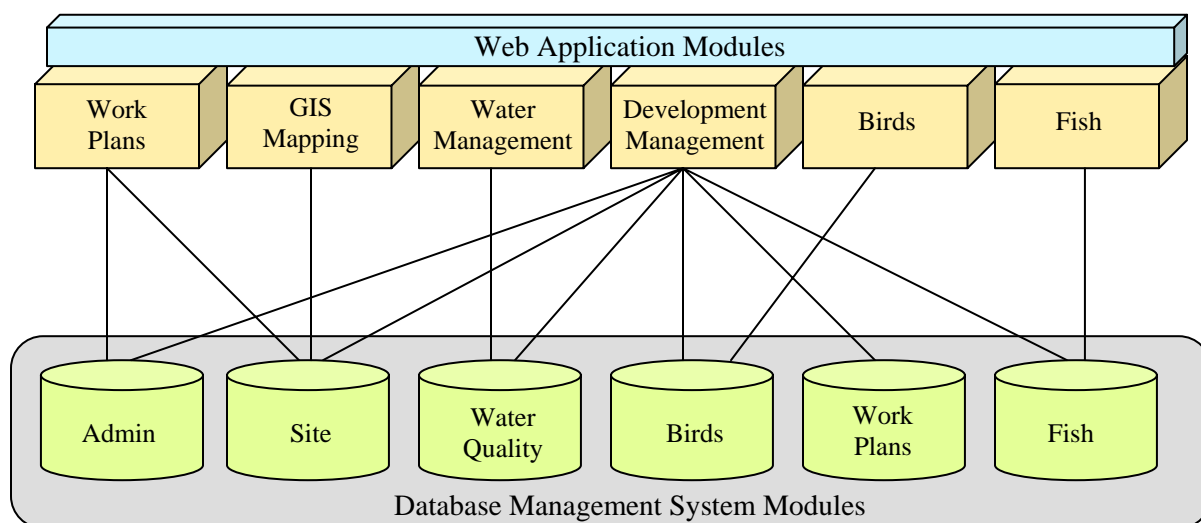 Web Application Modules
Work
Plans
GIS
Mapping
Water
Management
Development
Management
Birds
Fish
Admin
Site
Water
Quality
Birds
Work
Plans
Fish
Database Management System Modules